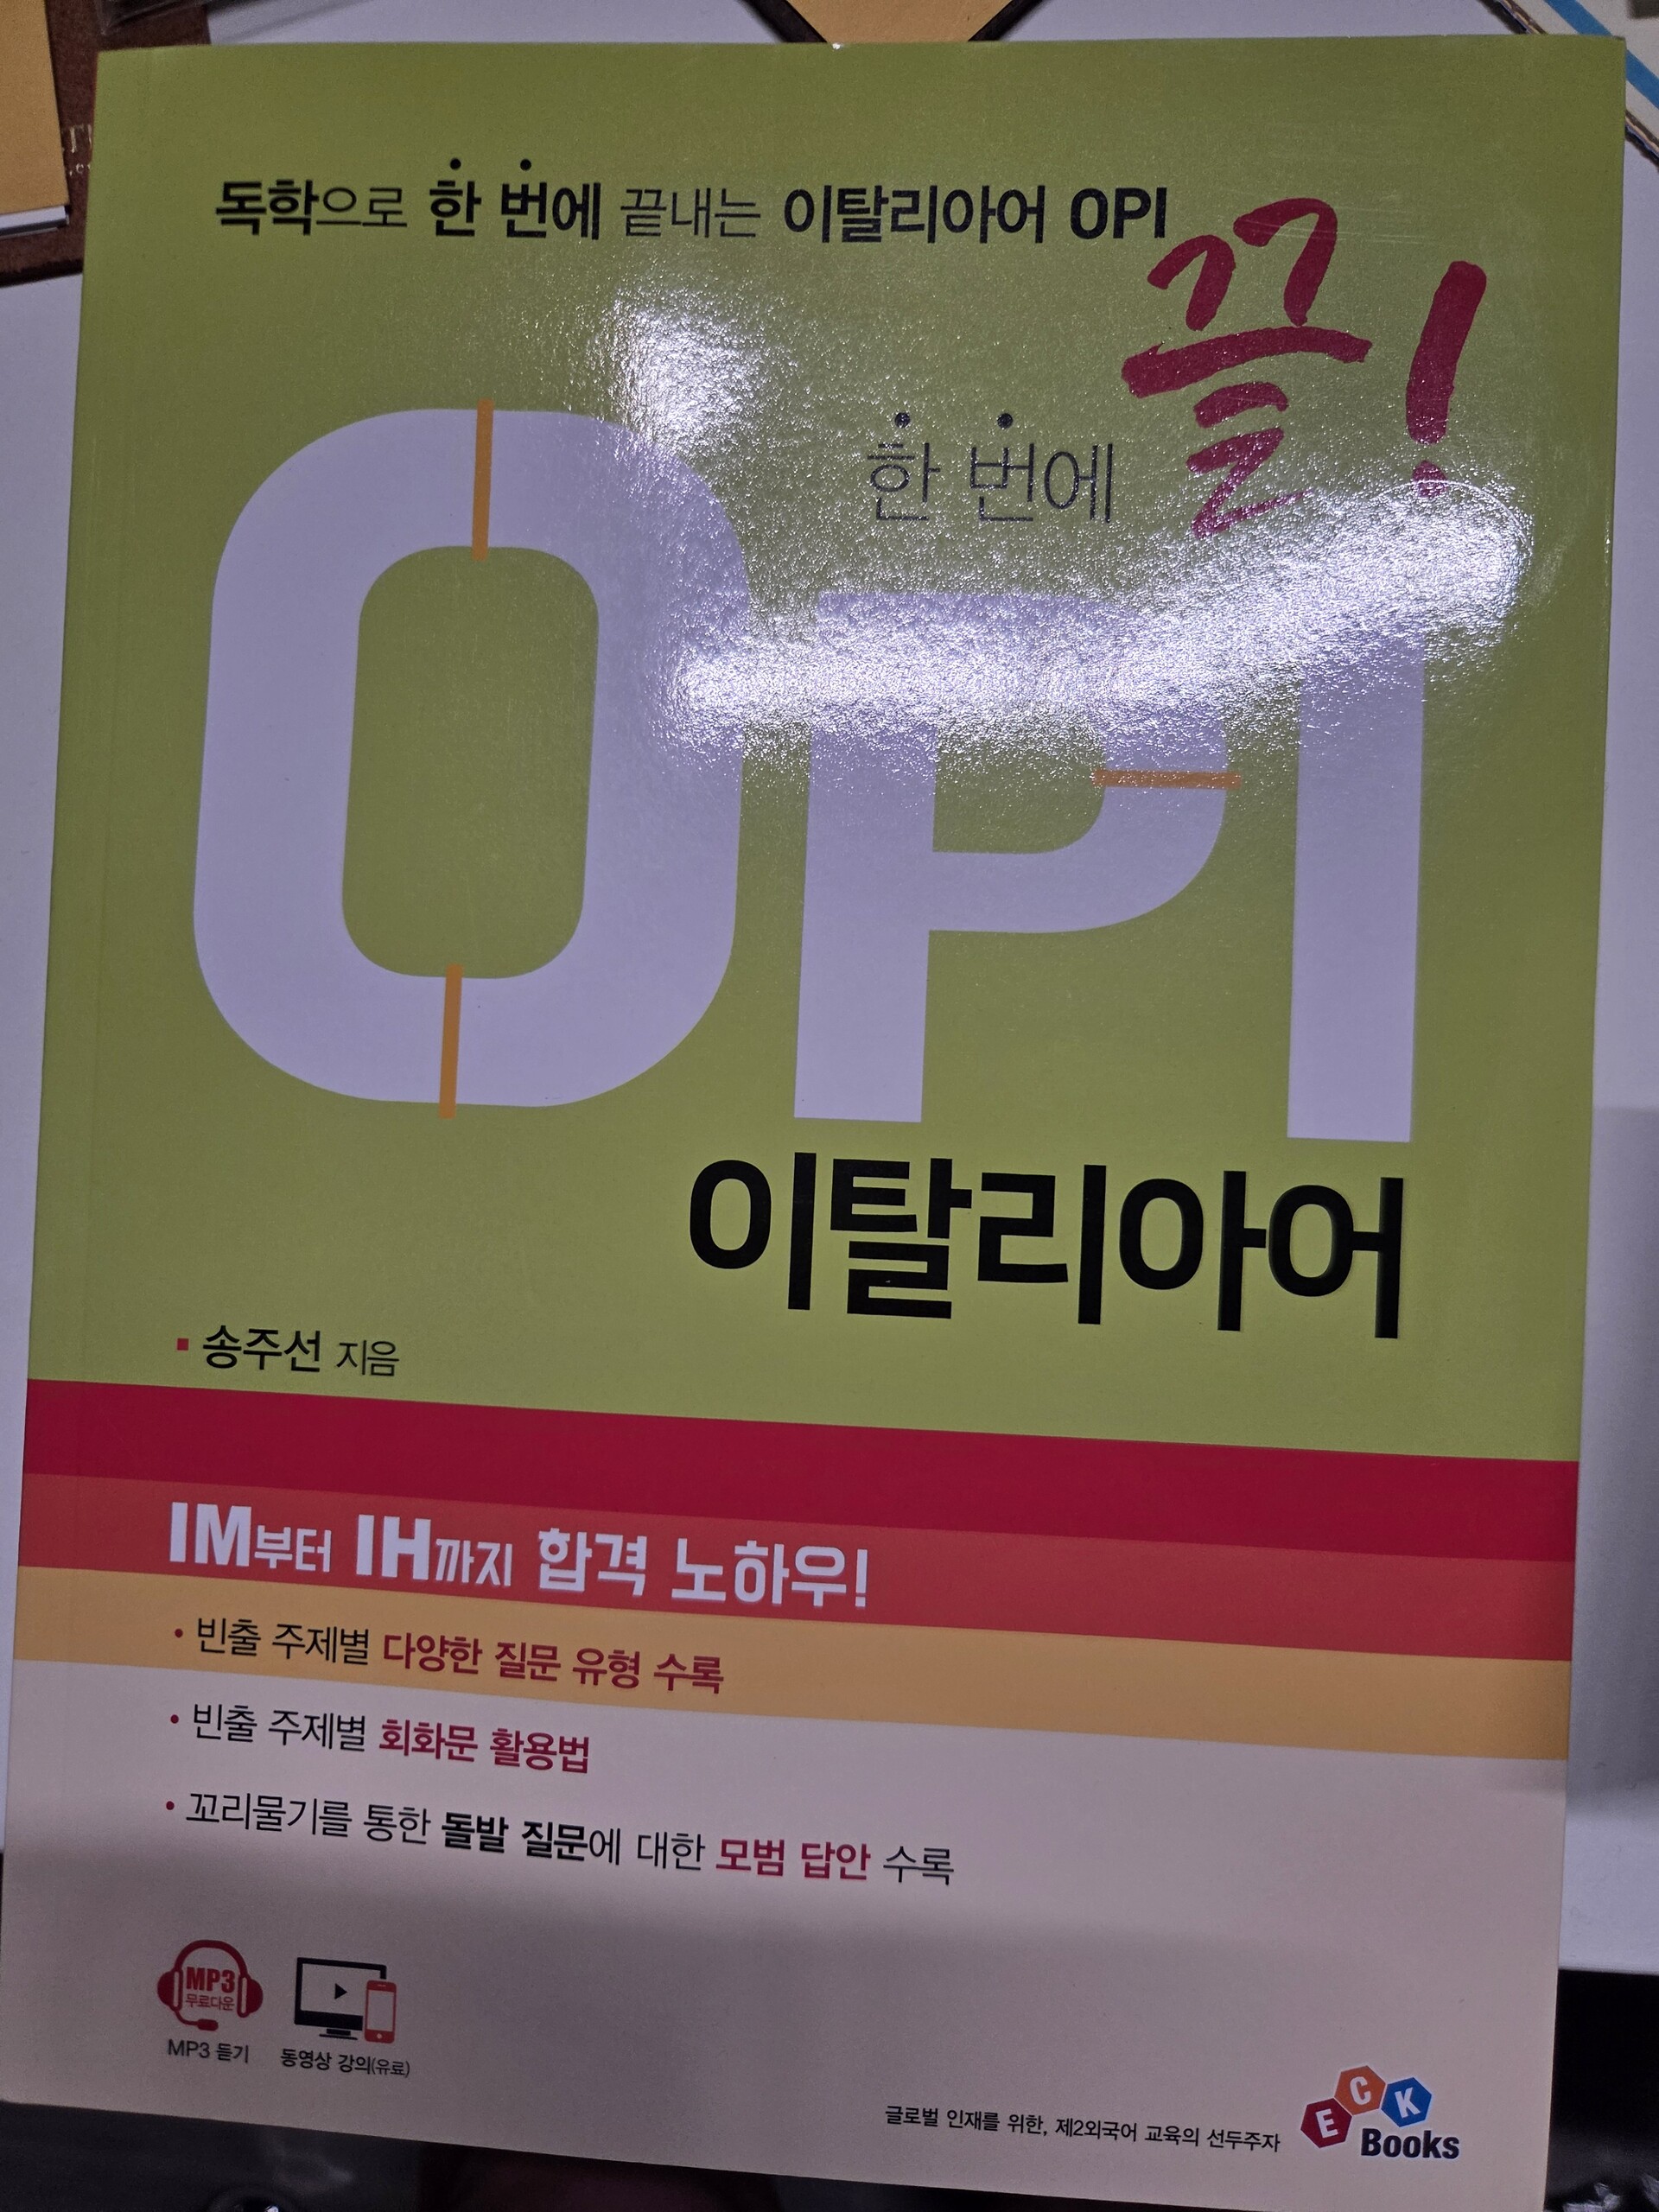 독학으로 한 번에 끝내는 이탈리아어 OPI
한 번에 끝!
OPI
이탈리아어
송주선 지음
IM부터 IH까지 합격 노하우!
• 빈출 주제별 다양한 질문 유형 수록
• 빈출 주제별 회화문 활용법
• 꼬리물기를 통한 돌발 질문에 대한 모범 답안 수록
MP3
무료다운
MP3 듣기
동영상 강의(유료)
글로벌 인재를 위한, 제2외국어 교육의 선두주자
ECK
Books